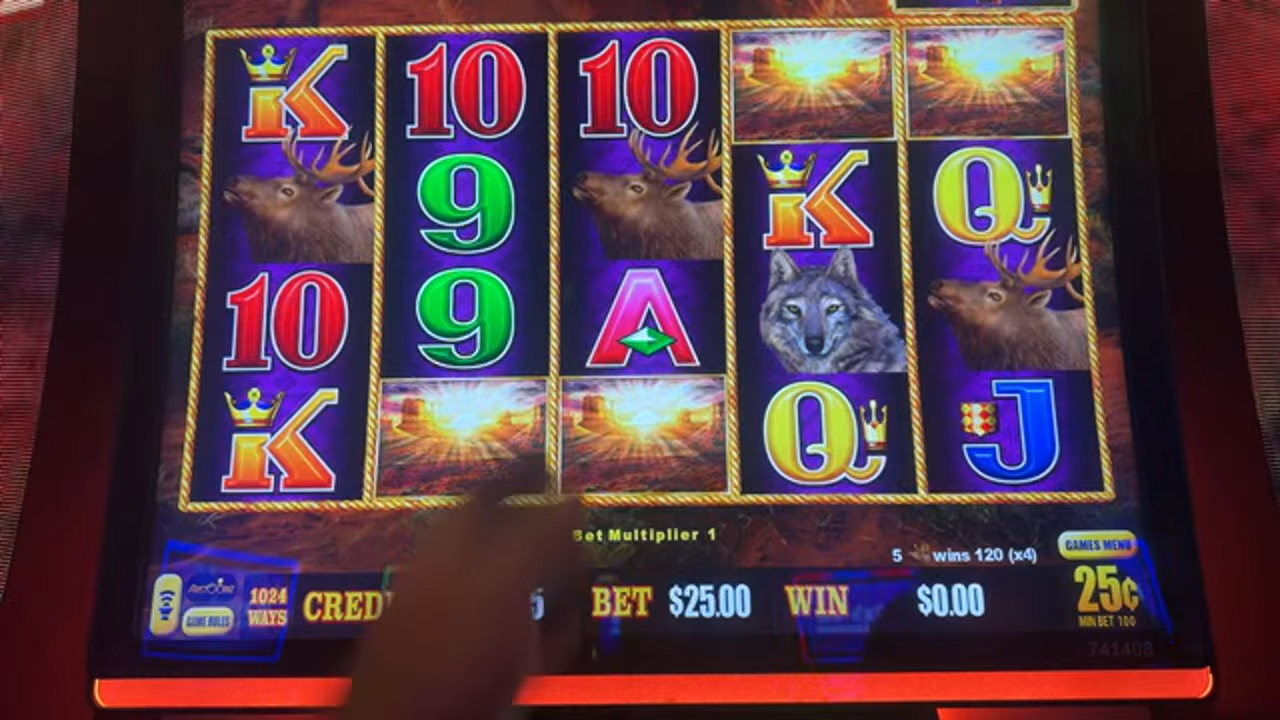 K 10 10
9 K Q
10 9 A
K Q J
Bet Multiplier 1
5 wins 120 (x4)
GAMES MENU
1024 WAYS
GAME RULES
CRED 5 BET $25.00 WIN $0.00
25¢
MIN BET 100
741408